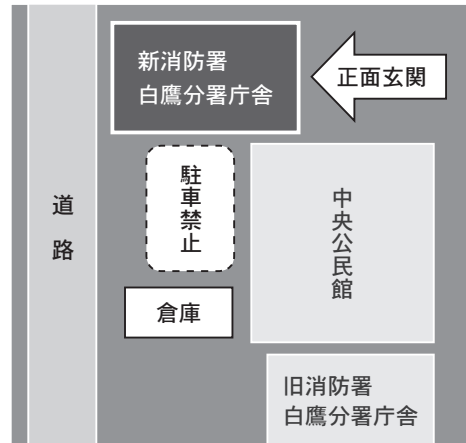 新消防署
白鷹分署庁舎
正面玄関
道路
駐車禁止
中央公民館
倉庫
旧消防署
白鷹分署庁舎